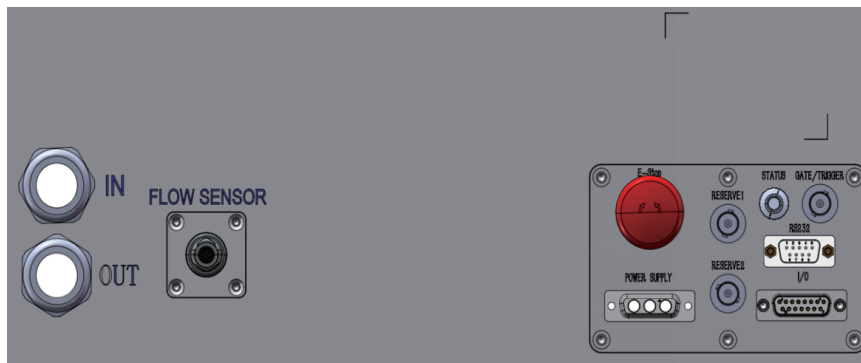 IN
FLOW SENSOR
OUT
E-Stop
STATUS GATE/TRIGGER
RESERVE1
RS232
RESERVE2
I/O
POWER SUPPLY